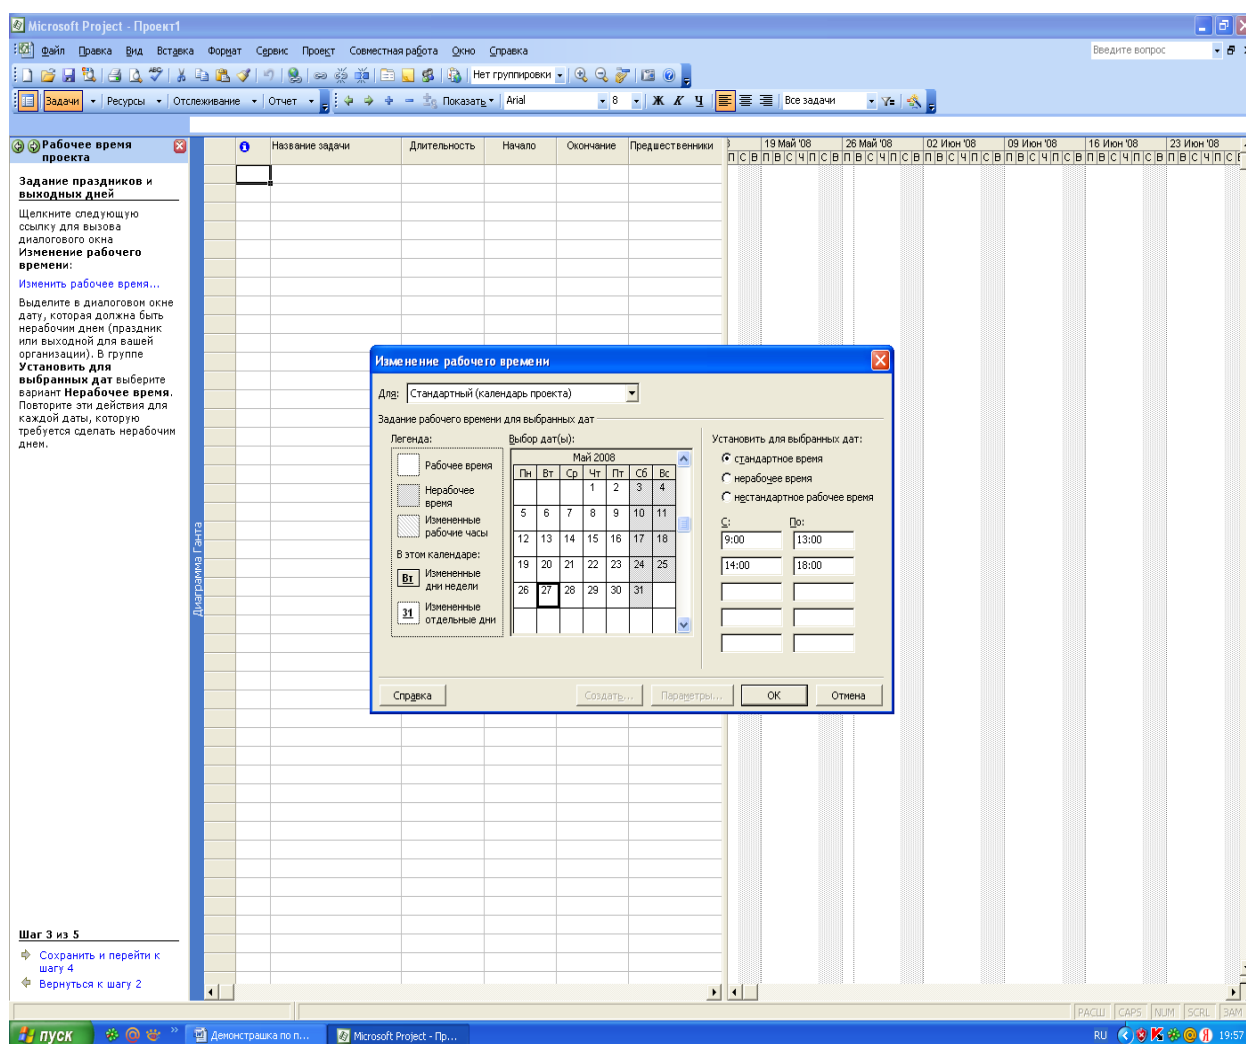 Microsoft Project - Проект1
Файл Правка Вид Вставка Формат Сервис Проект Совместная работа Окно Справка
Введите вопрос
Нет группировки
Задачи Ресурсы Отслеживание Отчет Показать Arial 8 Ж К Ч Все задачи
Рабочее время проекта
Задание праздников и
выходных дней
Щелкните следующую
ссылку для вызова
диалогового окна
Изменение рабочего
времени:
Изменить рабочее время...
Выделите в диалоговом окне
дату, которая должна быть
нерабочим днем (праздник
или выходной для вашей
организации). В группе
Установить для
выбранных дат выберите
вариант Нерабочее время.
Повторите эти действия для
каждой даты, которую
требуется сделать нерабочим
днем.
Шаг 3 из 5
Сохранить и перейти к
шагу 4
Вернуться к шагу 2
Диаграмма Ганта
Название задачи Длительность Начало Окончание Предшественники
19 Май '08 26 Май '08 02 Июн '08 09 Июн '08 16 Июн '08 23 Июн '08
П С В П В С Ч П С В П В С Ч П С В П В С Ч П С В П В С Ч П С В П В С Ч П С В П В С Ч П С
Изменение рабочего времени
Для: Стандартный (календарь проекта)
Задание рабочего времени для выбранных дат
Легенда:
Рабочее время
Нерабочее
время
Измененные
рабочие часы
В этом календаре:
Вт Измененные
дни недели
31 Измененные
отдельные дни
Выбор дат(ы):
Май 2008
Пн Вт Ср Чт Пт Сб Вс
1 2 3 4
5 6 7 8 9 10 11
12 13 14 15 16 17 18
19 20 21 22 23 24 25
26 27 28 29 30 31
Установить для выбранных дат:
стандартное время
нерабочее время
нестандартное рабочее время
С: По:
9:00 13:00
14:00 18:00
Справка Создать... Параметры... ОК Отмена
РАСШ CAPS NUM SCRL ЗАМ
пуск Демонстрашка по п... Microsoft Project - Пр... RU 19:57